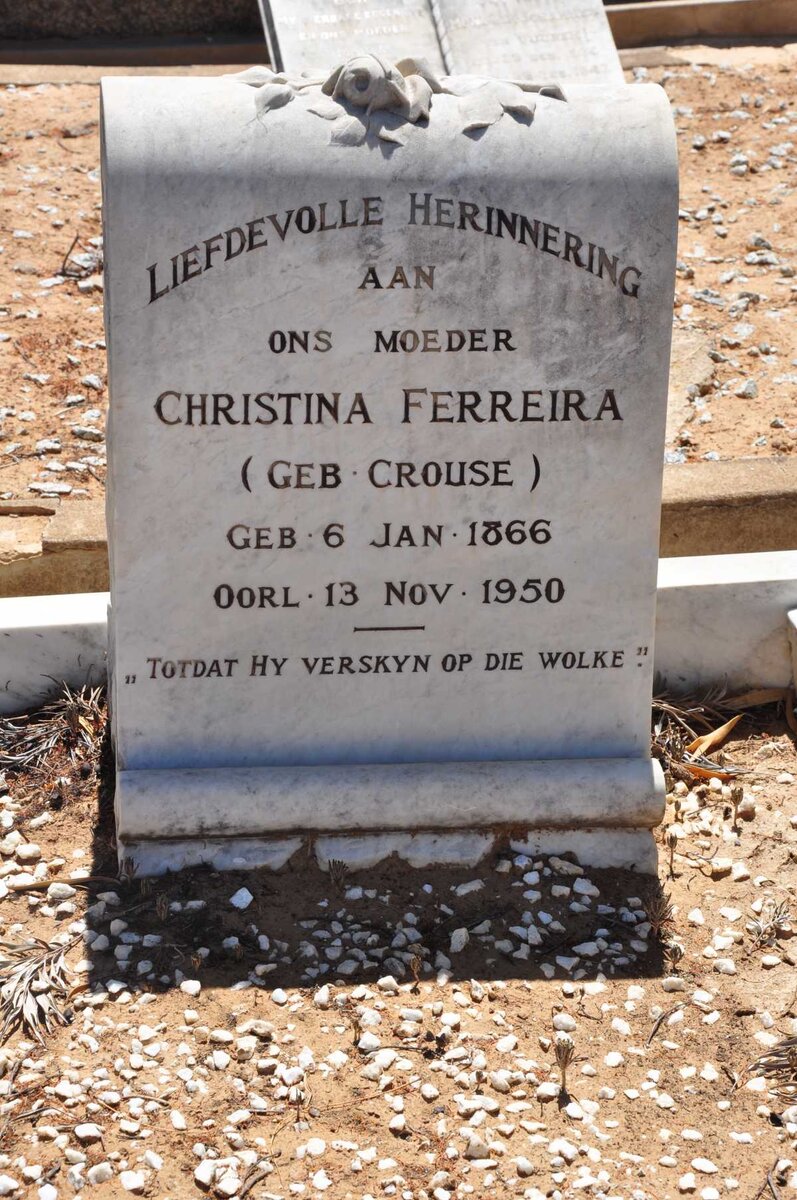 LIEFDEVOLLE HERINNERING
AAN
ONS MOEDER
CHRISTINA FERREIRA
(GEB· CROUSE)
GEB· 6 JAN· 1866
OORL· 13 NOV· 1950
„TOTDAT HY VERSKYN OP DIE WOLKE."